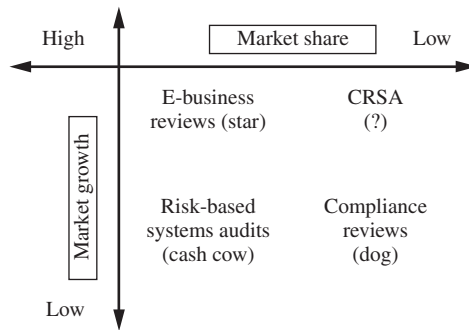 High
Market share
Low
E-business
reviews (star)
CRSA
(?)
Market growth
Risk-based
systems audits
(cash cow)
Compliance
reviews
(dog)
Low